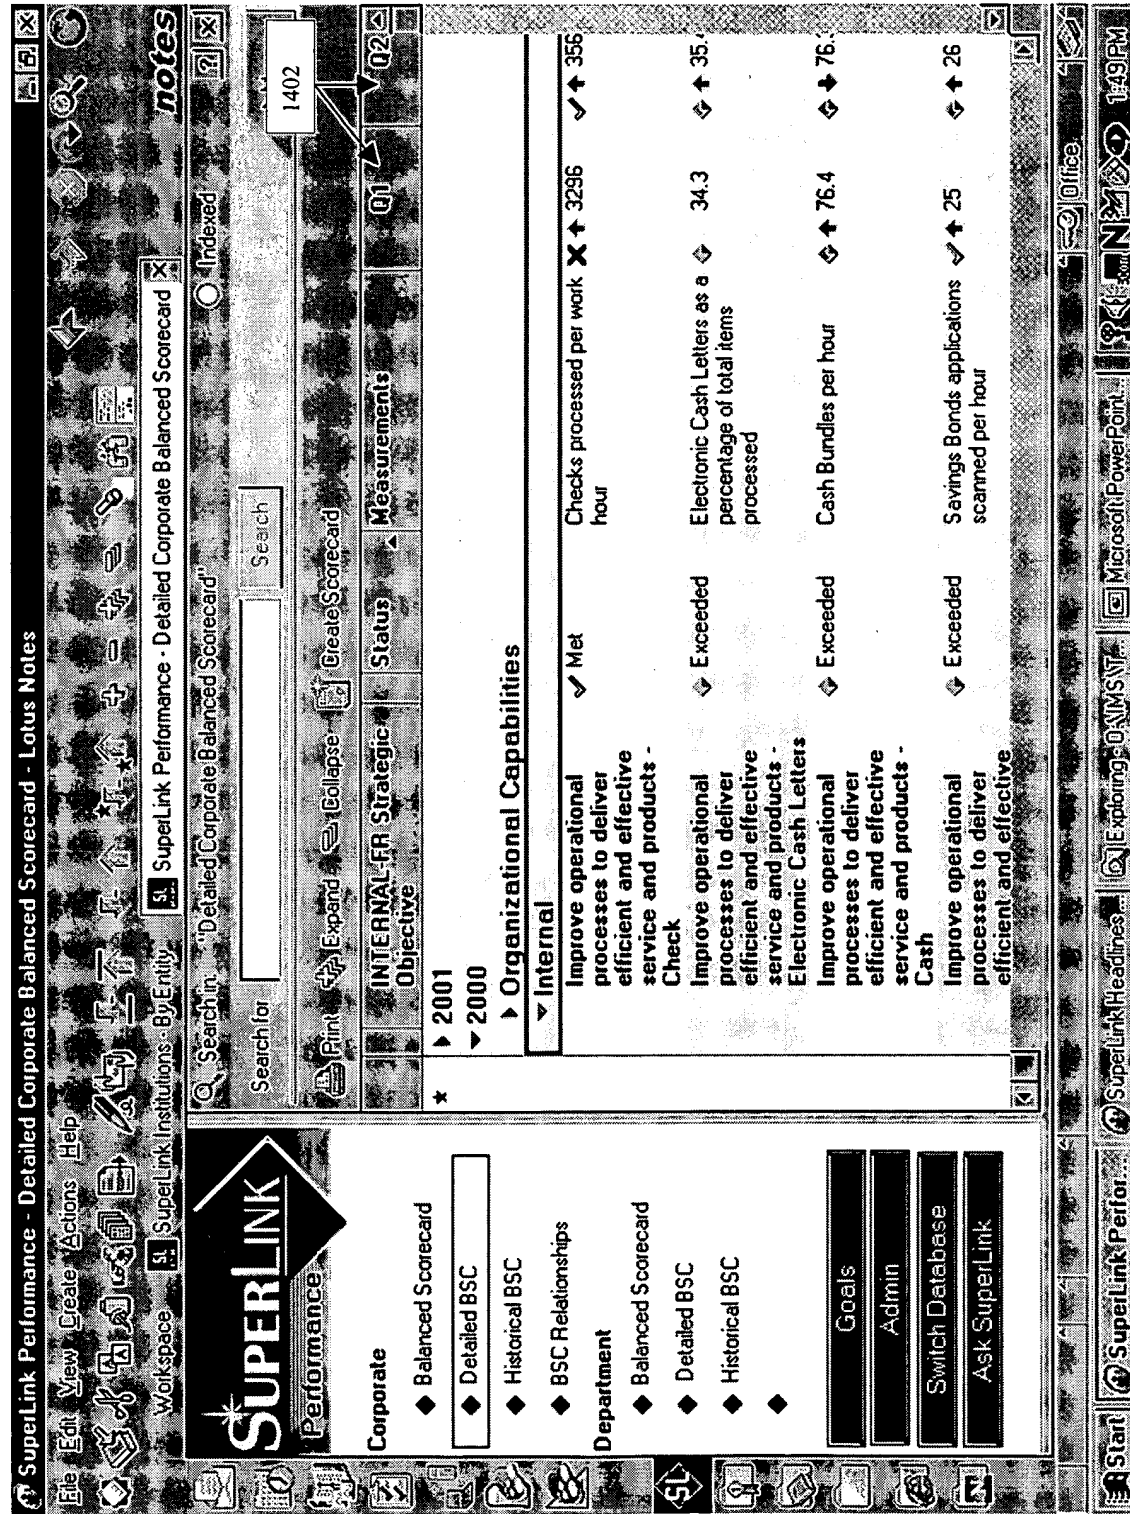 SuperLink Performance - Detailed Corporate Balanced Scorecard - Lotus Notes
File Edit View Create Actions Help
Workspace
SL SuperLink Institutions - By Entity
SL SuperLink Performance - Detailed Corporate Balanced Scorecard
notes
SUPERLINK
Performance
Corporate
Balanced Scorecard
Detailed BSC
Historical BSC
BSC Relationships
Department
Balanced Scorecard
Detailed BSC
Historical BSC
Goals
Admin
Switch Database
Ask SuperLink
Search in "Detailed Corporate Balanced Scorecard"
Indexed
Search for
Search
Print Expand Collapse Create Scorecard
1402
INTERNAL-FR Strategic Objective Status Measurements Q1 Q2
2001
2000
Organizational Capabilities
Internal
Improve operational Met Checks processed per work 3296 356
processes to deliver hour
efficient and effective
service and products -
Check
Improve operational Exceeded Electronic Cash Letters as a 34.3 35.
processes to deliver percentage of total items
efficient and effective processed
service and products -
Electronic Cash Letters
Improve operational Exceeded Cash Bundles per hour 76.4 76.
processes to deliver
efficient and effective
service and products -
Cash
Improve operational Exceeded Savings Bonds applications 25 26
processes to deliver scanned per hour
efficient and effective
Office
Start SuperLink Perfor... SuperLink Headlines... Exploring - Microsoft PowerPoint... 1:49 PM